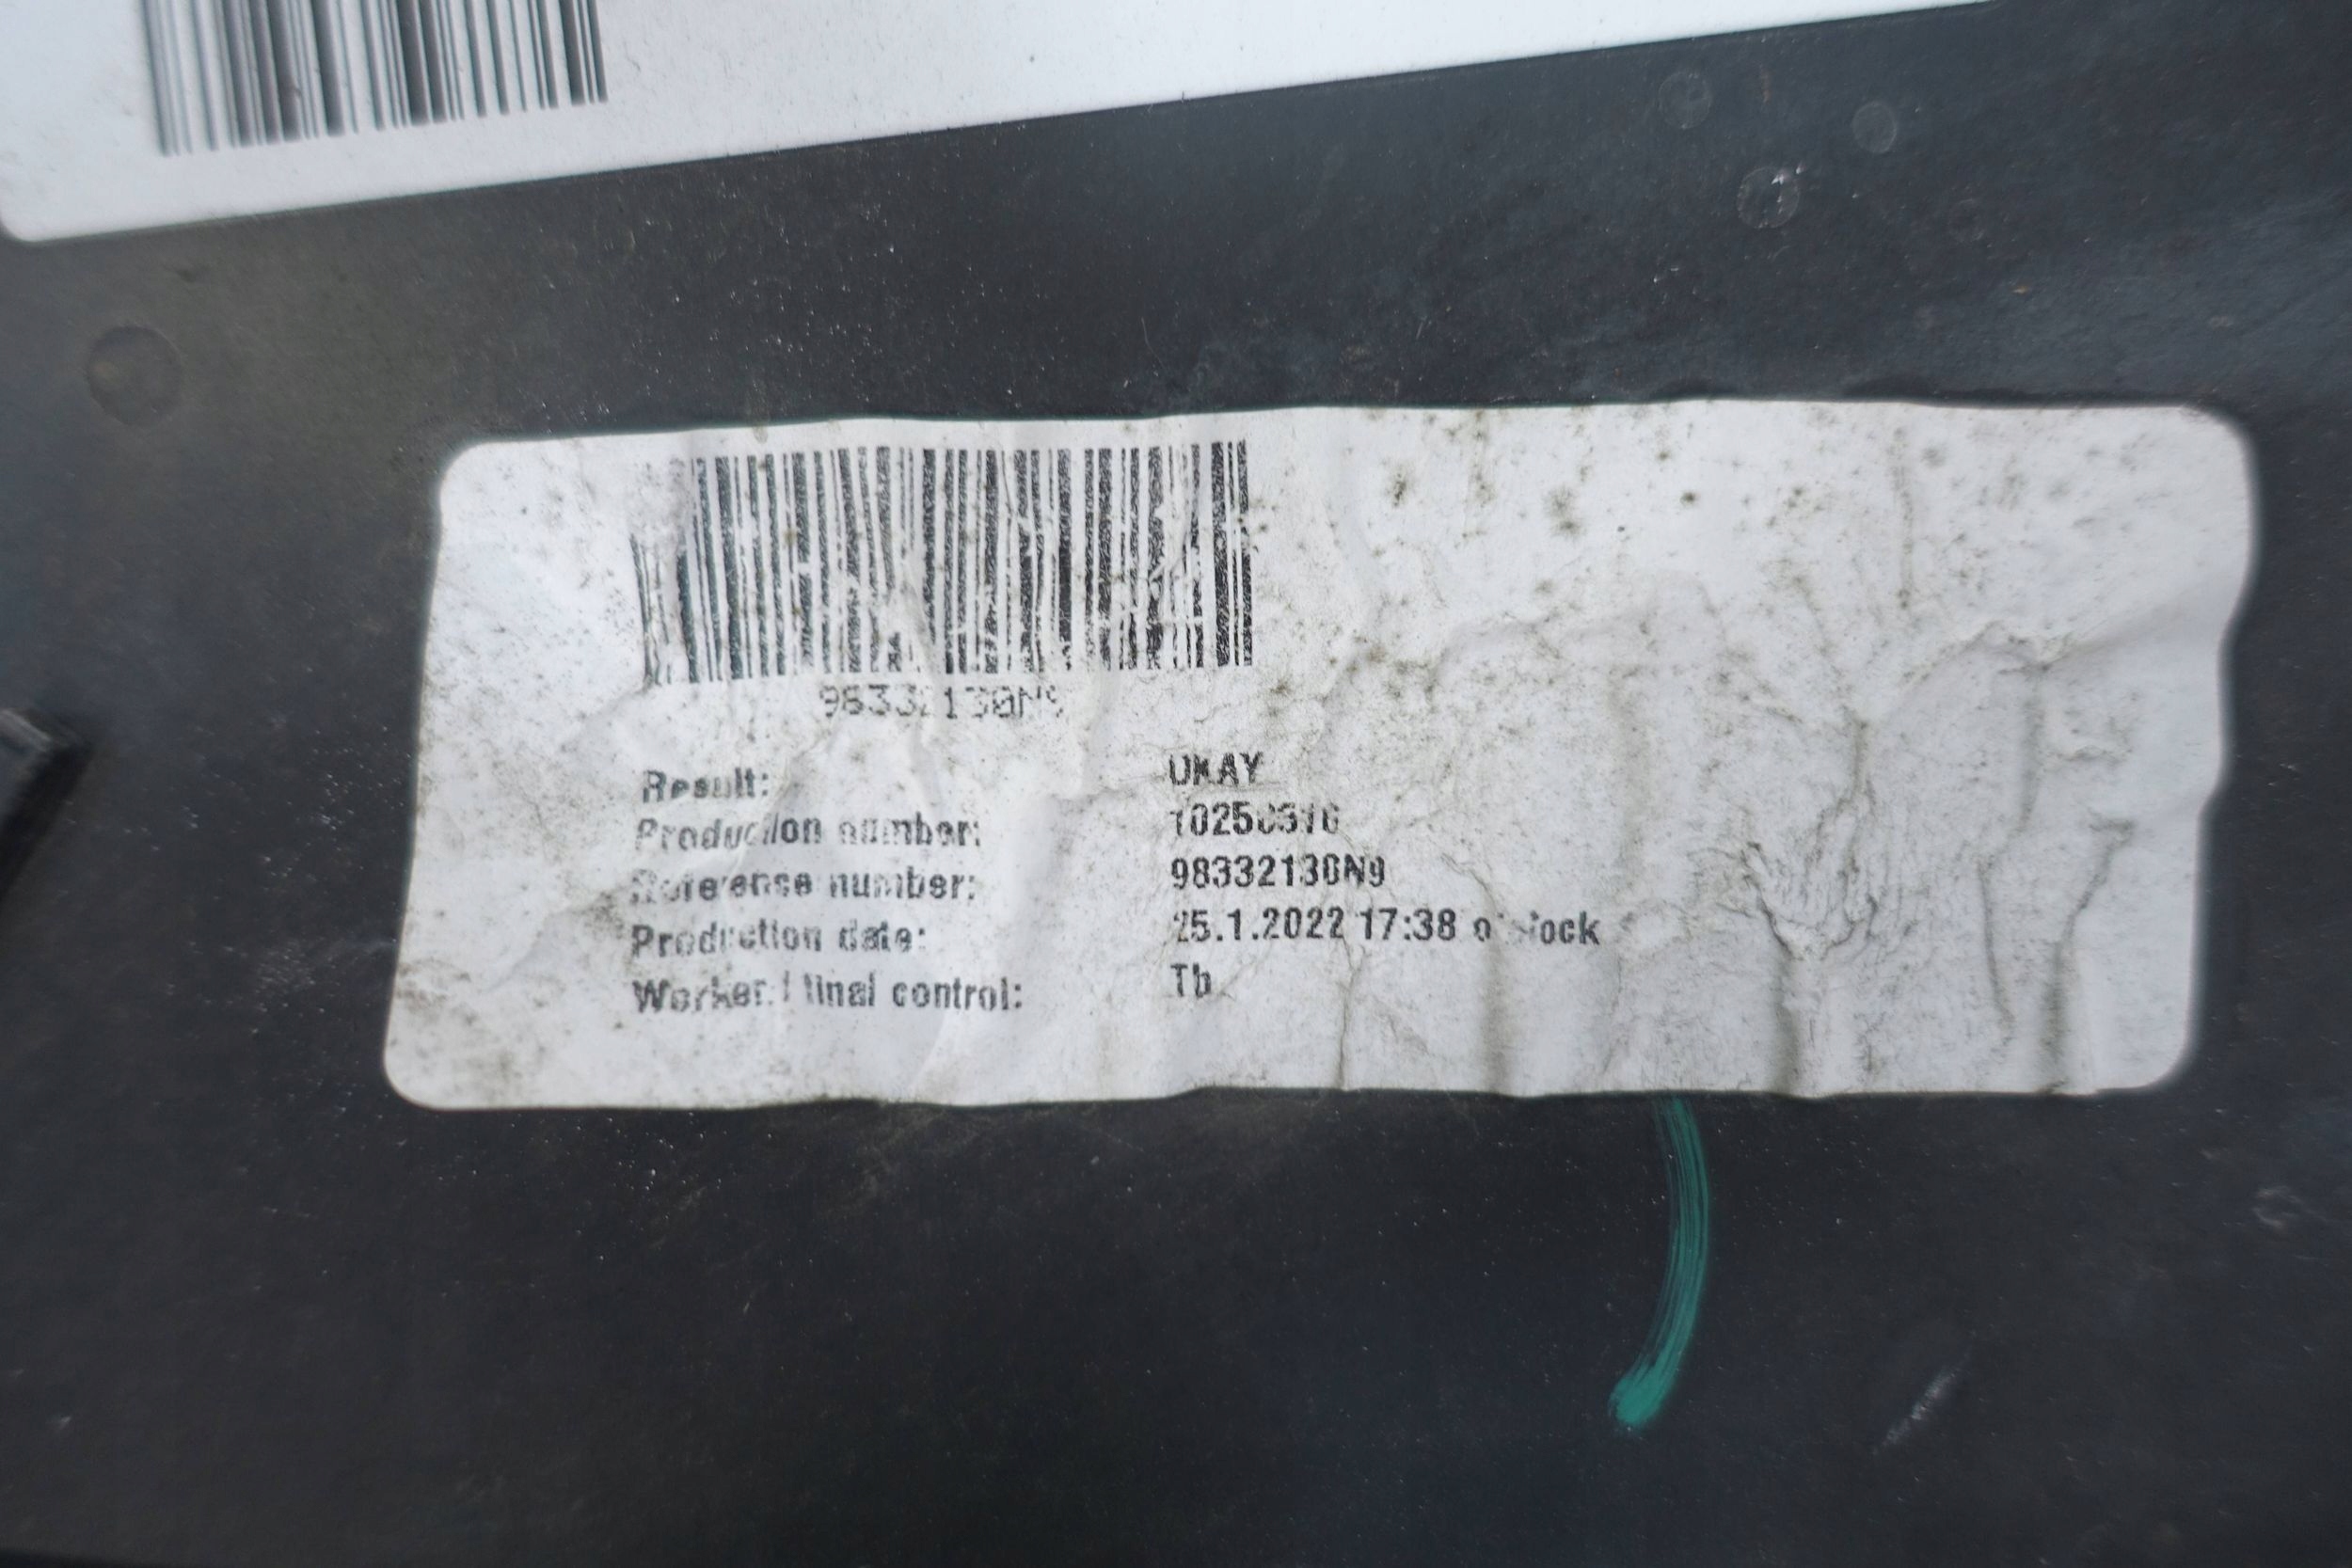 98332130N9
Result: OKAY
Production number:
Reference number: 98332130N9
Production date: 25.1.2022 17:38 o'clock
Worker / final control: Tb